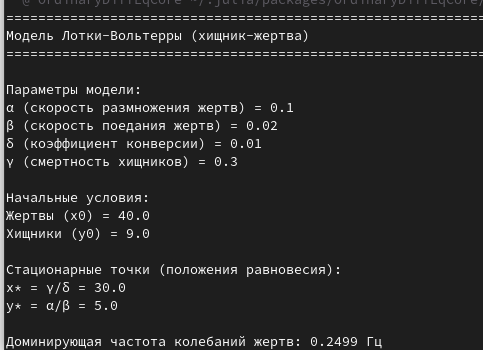 @ OrdinaryDiffEqCore ~/.julia/packages/OrdinaryDiffEqCore/
============================================================
Модель Лотки-Вольтерры (хищник-жертва)
============================================================
Параметры модели:
α (скорость размножения жертв) = 0.1
β (скорость поедания жертв) = 0.02
δ (коэффициент конверсии) = 0.01
γ (смертность хищников) = 0.3
Начальные условия:
Жертвы (x0) = 40.0
Хищники (y0) = 9.0
Стационарные точки (положения равновесия):
x* = γ/δ = 30.0
y* = α/β = 5.0
Доминирующая частота колебаний жертв: 0.2499 Гц